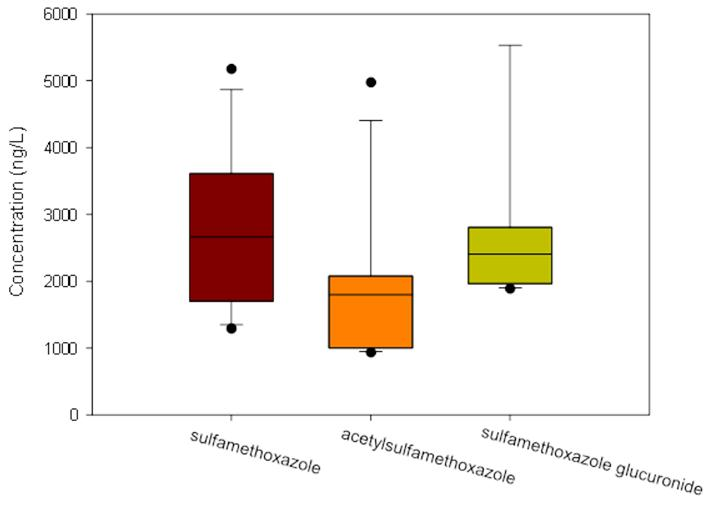 6000
5000
4000
3000
2000
1000
0
Concentration (ng/L)
sulfamethoxazole
acetylsulfamethoxazole
sulfamethoxazole glucuronide